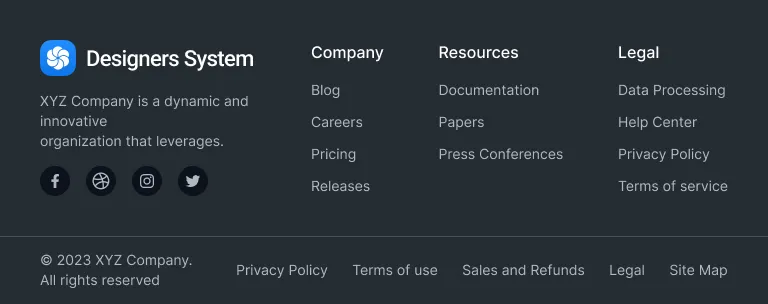 Designers System
XYZ Company is a dynamic and
innovative
organization that leverages.
Company
Blog
Careers
Pricing
Releases
Resources
Documentation
Papers
Press Conferences
Legal
Data Processing
Help Center
Privacy Policy
Terms of service
© 2023 XYZ Company.
All rights reserved
Privacy Policy
Terms of use
Sales and Refunds
Legal
Site Map